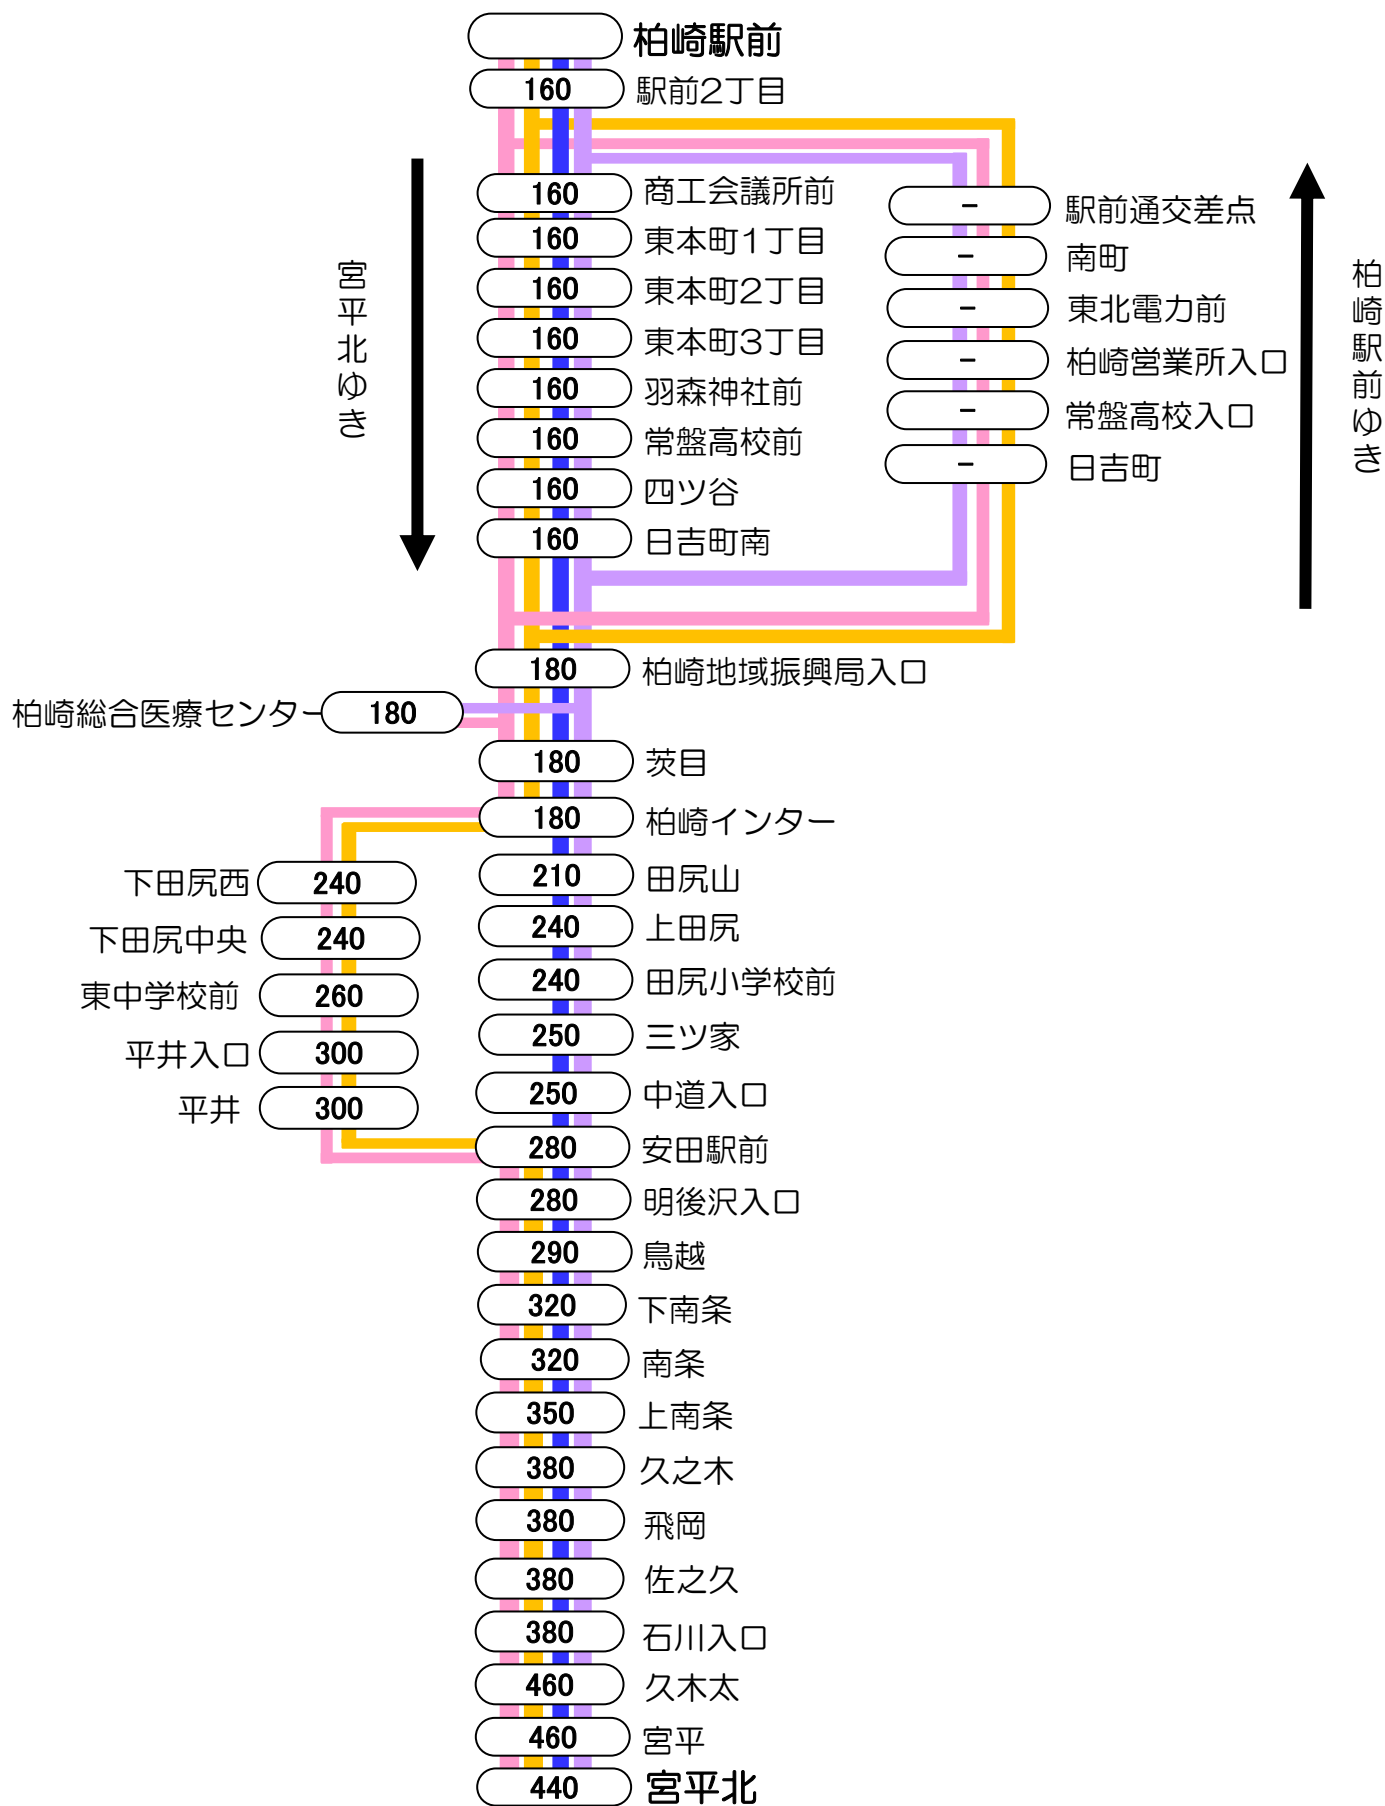 柏崎駅前
160 駅前2丁目
160 商工会議所前
160 東本町1丁目
160 東本町2丁目
160 東本町3丁目
160 羽森神社前
160 常盤高校前
160 四ツ谷
160 日吉町南
宮平北ゆき
- 駅前通交差点
- 南町
- 東北電力前
- 柏崎営業所入口
- 常盤高校入口
- 日吉町
柏崎駅前ゆき
180 柏崎地域振興局入口
柏崎総合医療センター 180
180 茨目
180 柏崎インター
下田尻西 240
下田尻中央 240
東中学校前 260
平井入口 300
平井 300
210 田尻山
240 上田尻
240 田尻小学校前
250 三ツ家
250 中道入口
280 安田駅前
280 明後沢入口
290 鳥越
320 下南条
320 南条
350 上南条
380 久之木
380 飛岡
380 佐之久
380 石川入口
460 久木太
460 宮平
440 宮平北